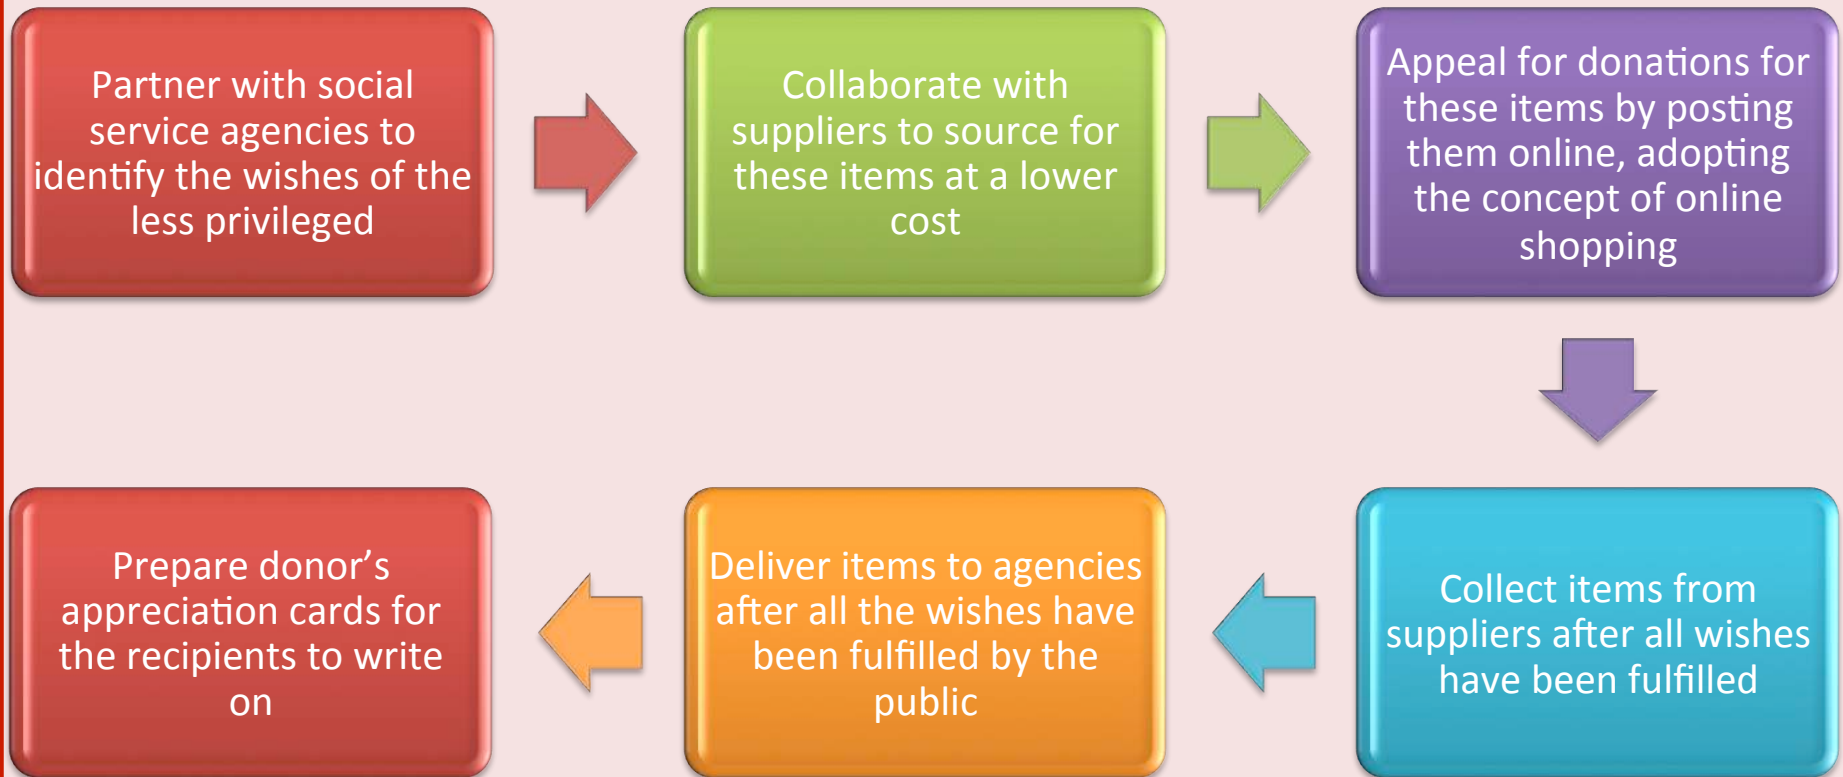 Partner with social
service agencies to
identify the wishes of the
less privileged
Collaborate with
suppliers to source for
these items at a lower
cost
Appeal for donations for
these items by posting
them online, adopting
the concept of online
shopping
Collect items from
suppliers after all wishes
have been fulfilled
Deliver items to agencies
after all the wishes have
been fulfilled by the
public
Prepare donor’s
appreciation cards for
the recipients to write
on